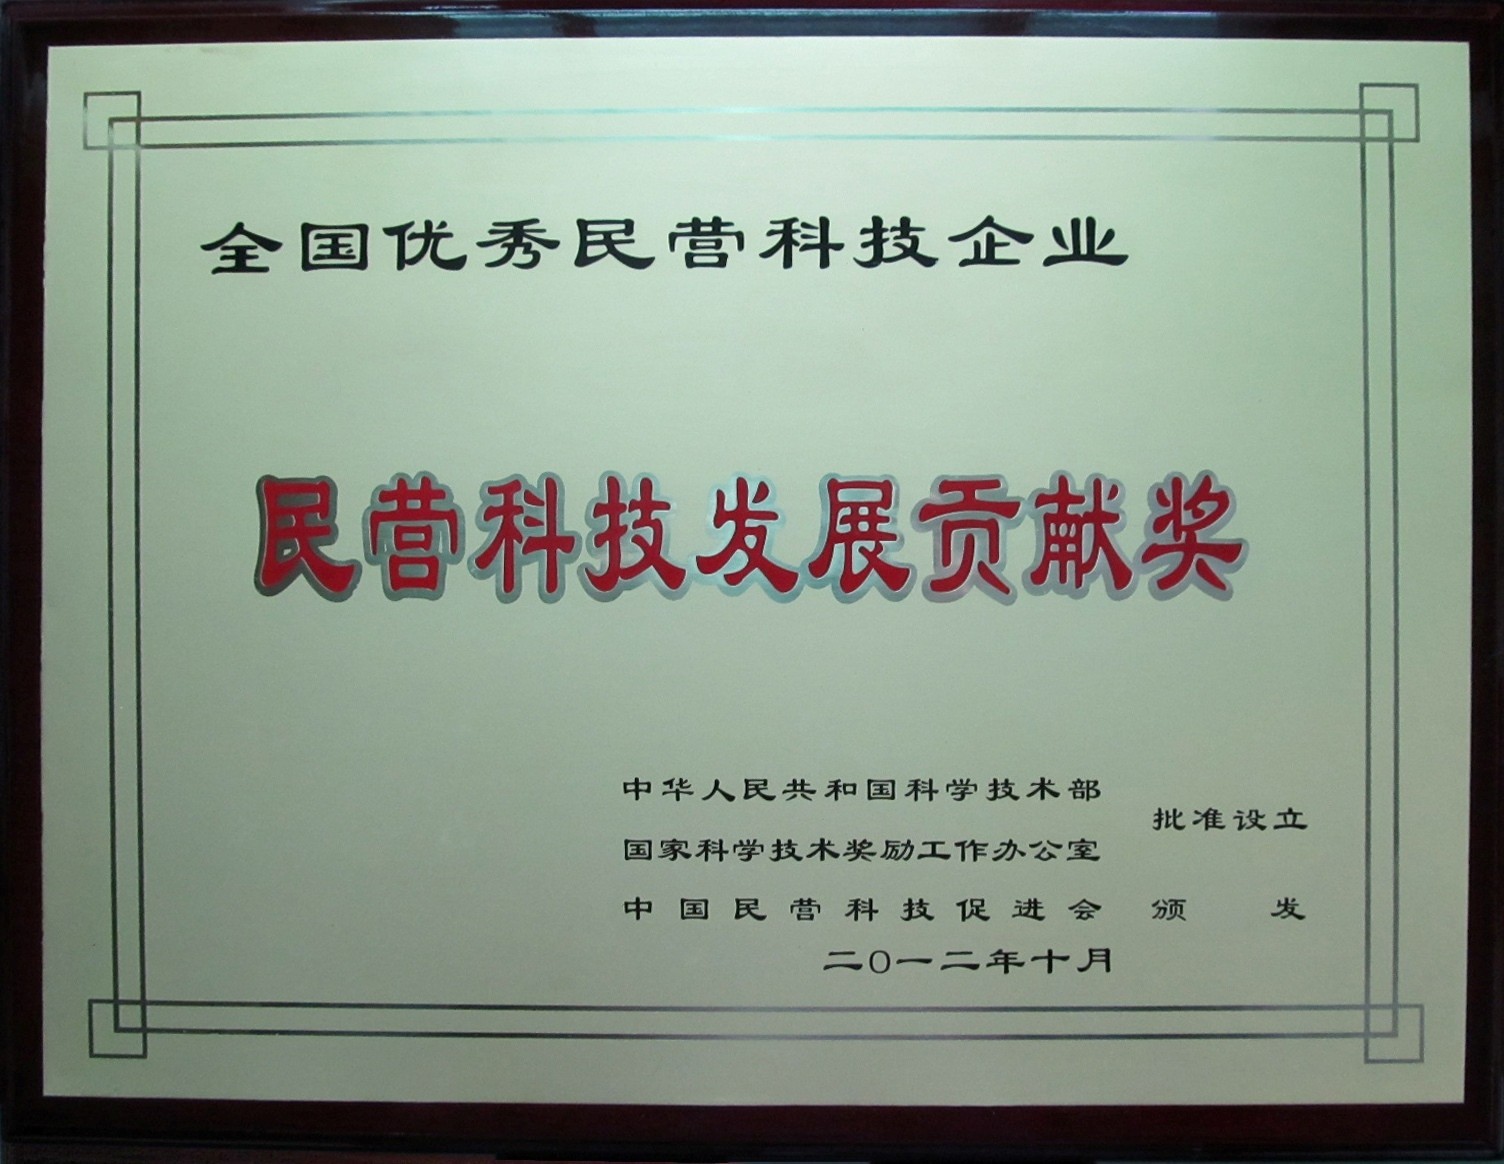 全国优秀民营科技企业
民营科技发展贡献奖
中华人民共和国科学技术部
批准设立
国家科学技术奖励工作办公室
中国民营科技促进会 颁发
二〇一二年十月